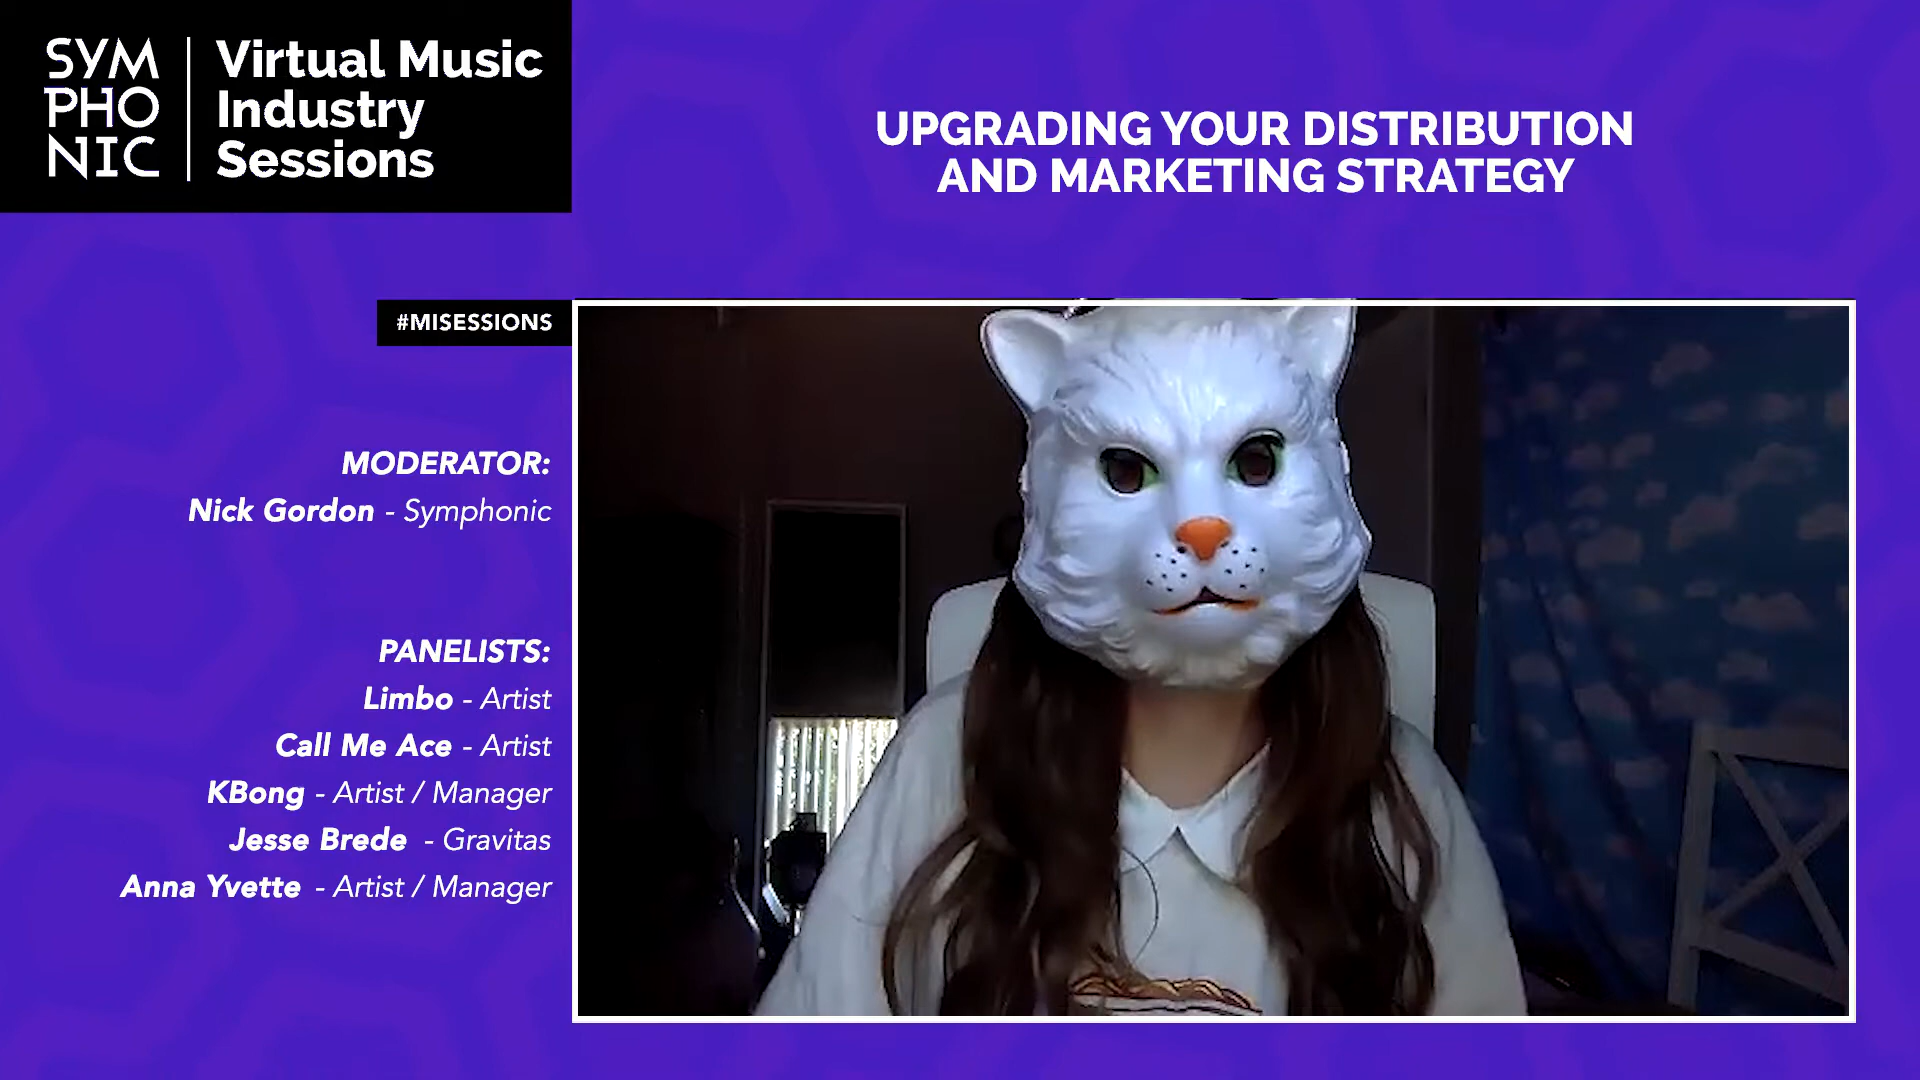 SYM
PHO
NIC
Virtual Music
Industry
Sessions
UPGRADING YOUR DISTRIBUTION
AND MARKETING STRATEGY
#MISESSIONS
MODERATOR:
Nick Gordon - Symphonic
PANELISTS:
Limbo - Artist
Call Me Ace - Artist
KBong - Artist / Manager
Jesse Brede - Gravitas
Anna Yvette - Artist / Manager